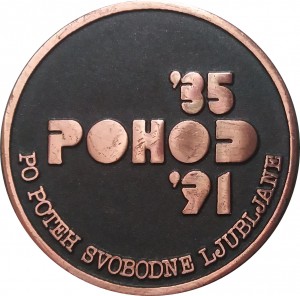 '35
POHOD
'91
PO POTEH SVOBODNE LJUBLJANE